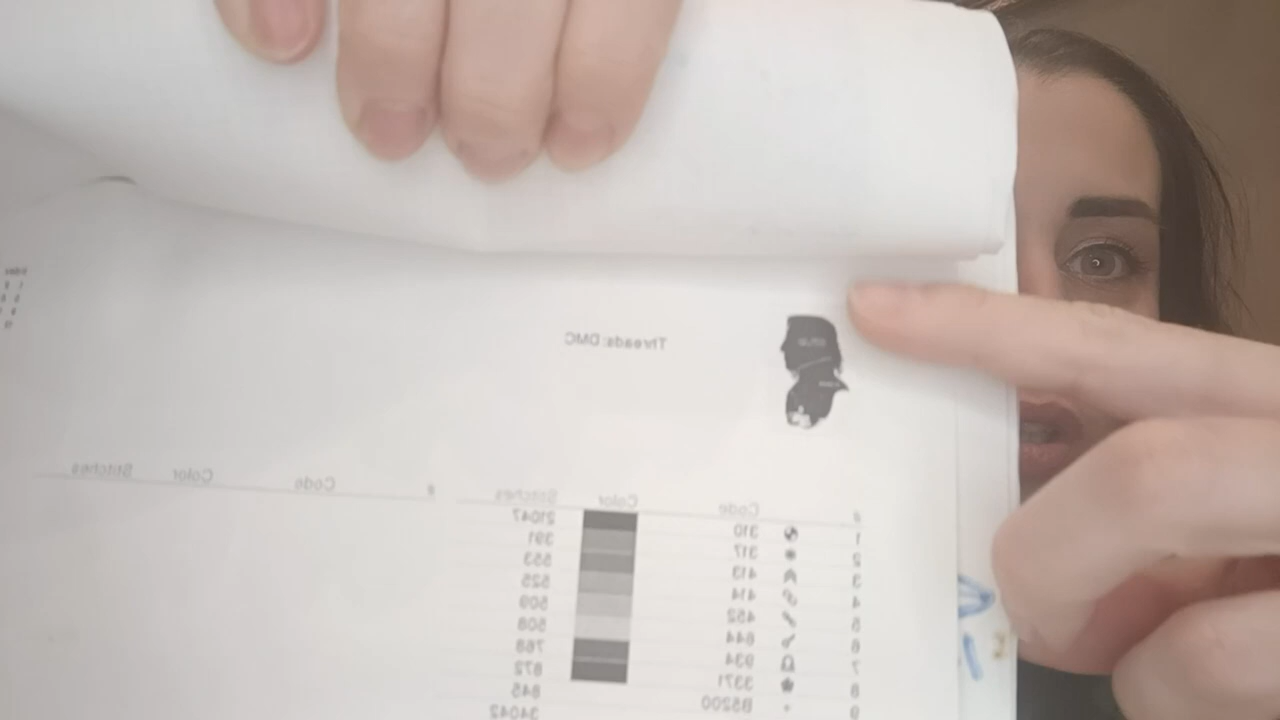 Index
Threads: DMC
# Code Color Stitches # Code Color Stitches
1 310 21047
2 317 391
3 413 553
4 414 525
5 452 509
6 644 508
7 934 768
8 3371 872
9 B5200 845
34042